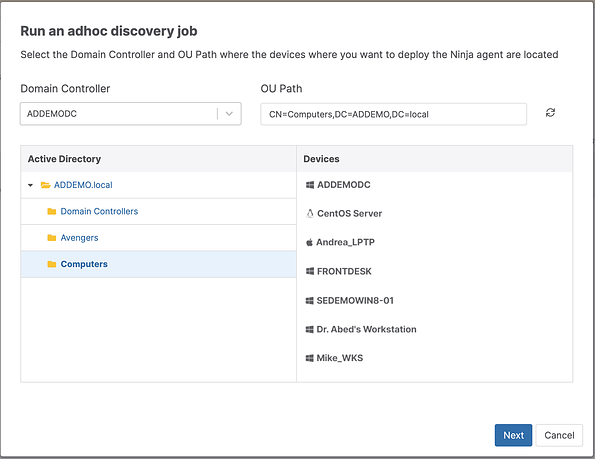 Run an adhoc discovery job
Select the Domain Controller and OU Path where the devices where you want to deploy the Ninja agent are located
Domain Controller
OU Path
ADDEMODC
CN=Computers,DC=ADDEMO,DC=local
Active Directory
Devices
ADDEMO.local
Domain Controllers
Avengers
Computers
ADDEMODC
CentOS Server
Andrea_LPTP
FRONTDESK
SEDEMOWIN8-01
Dr. Abed's Workstation
Mike_WKS
Next
Cancel